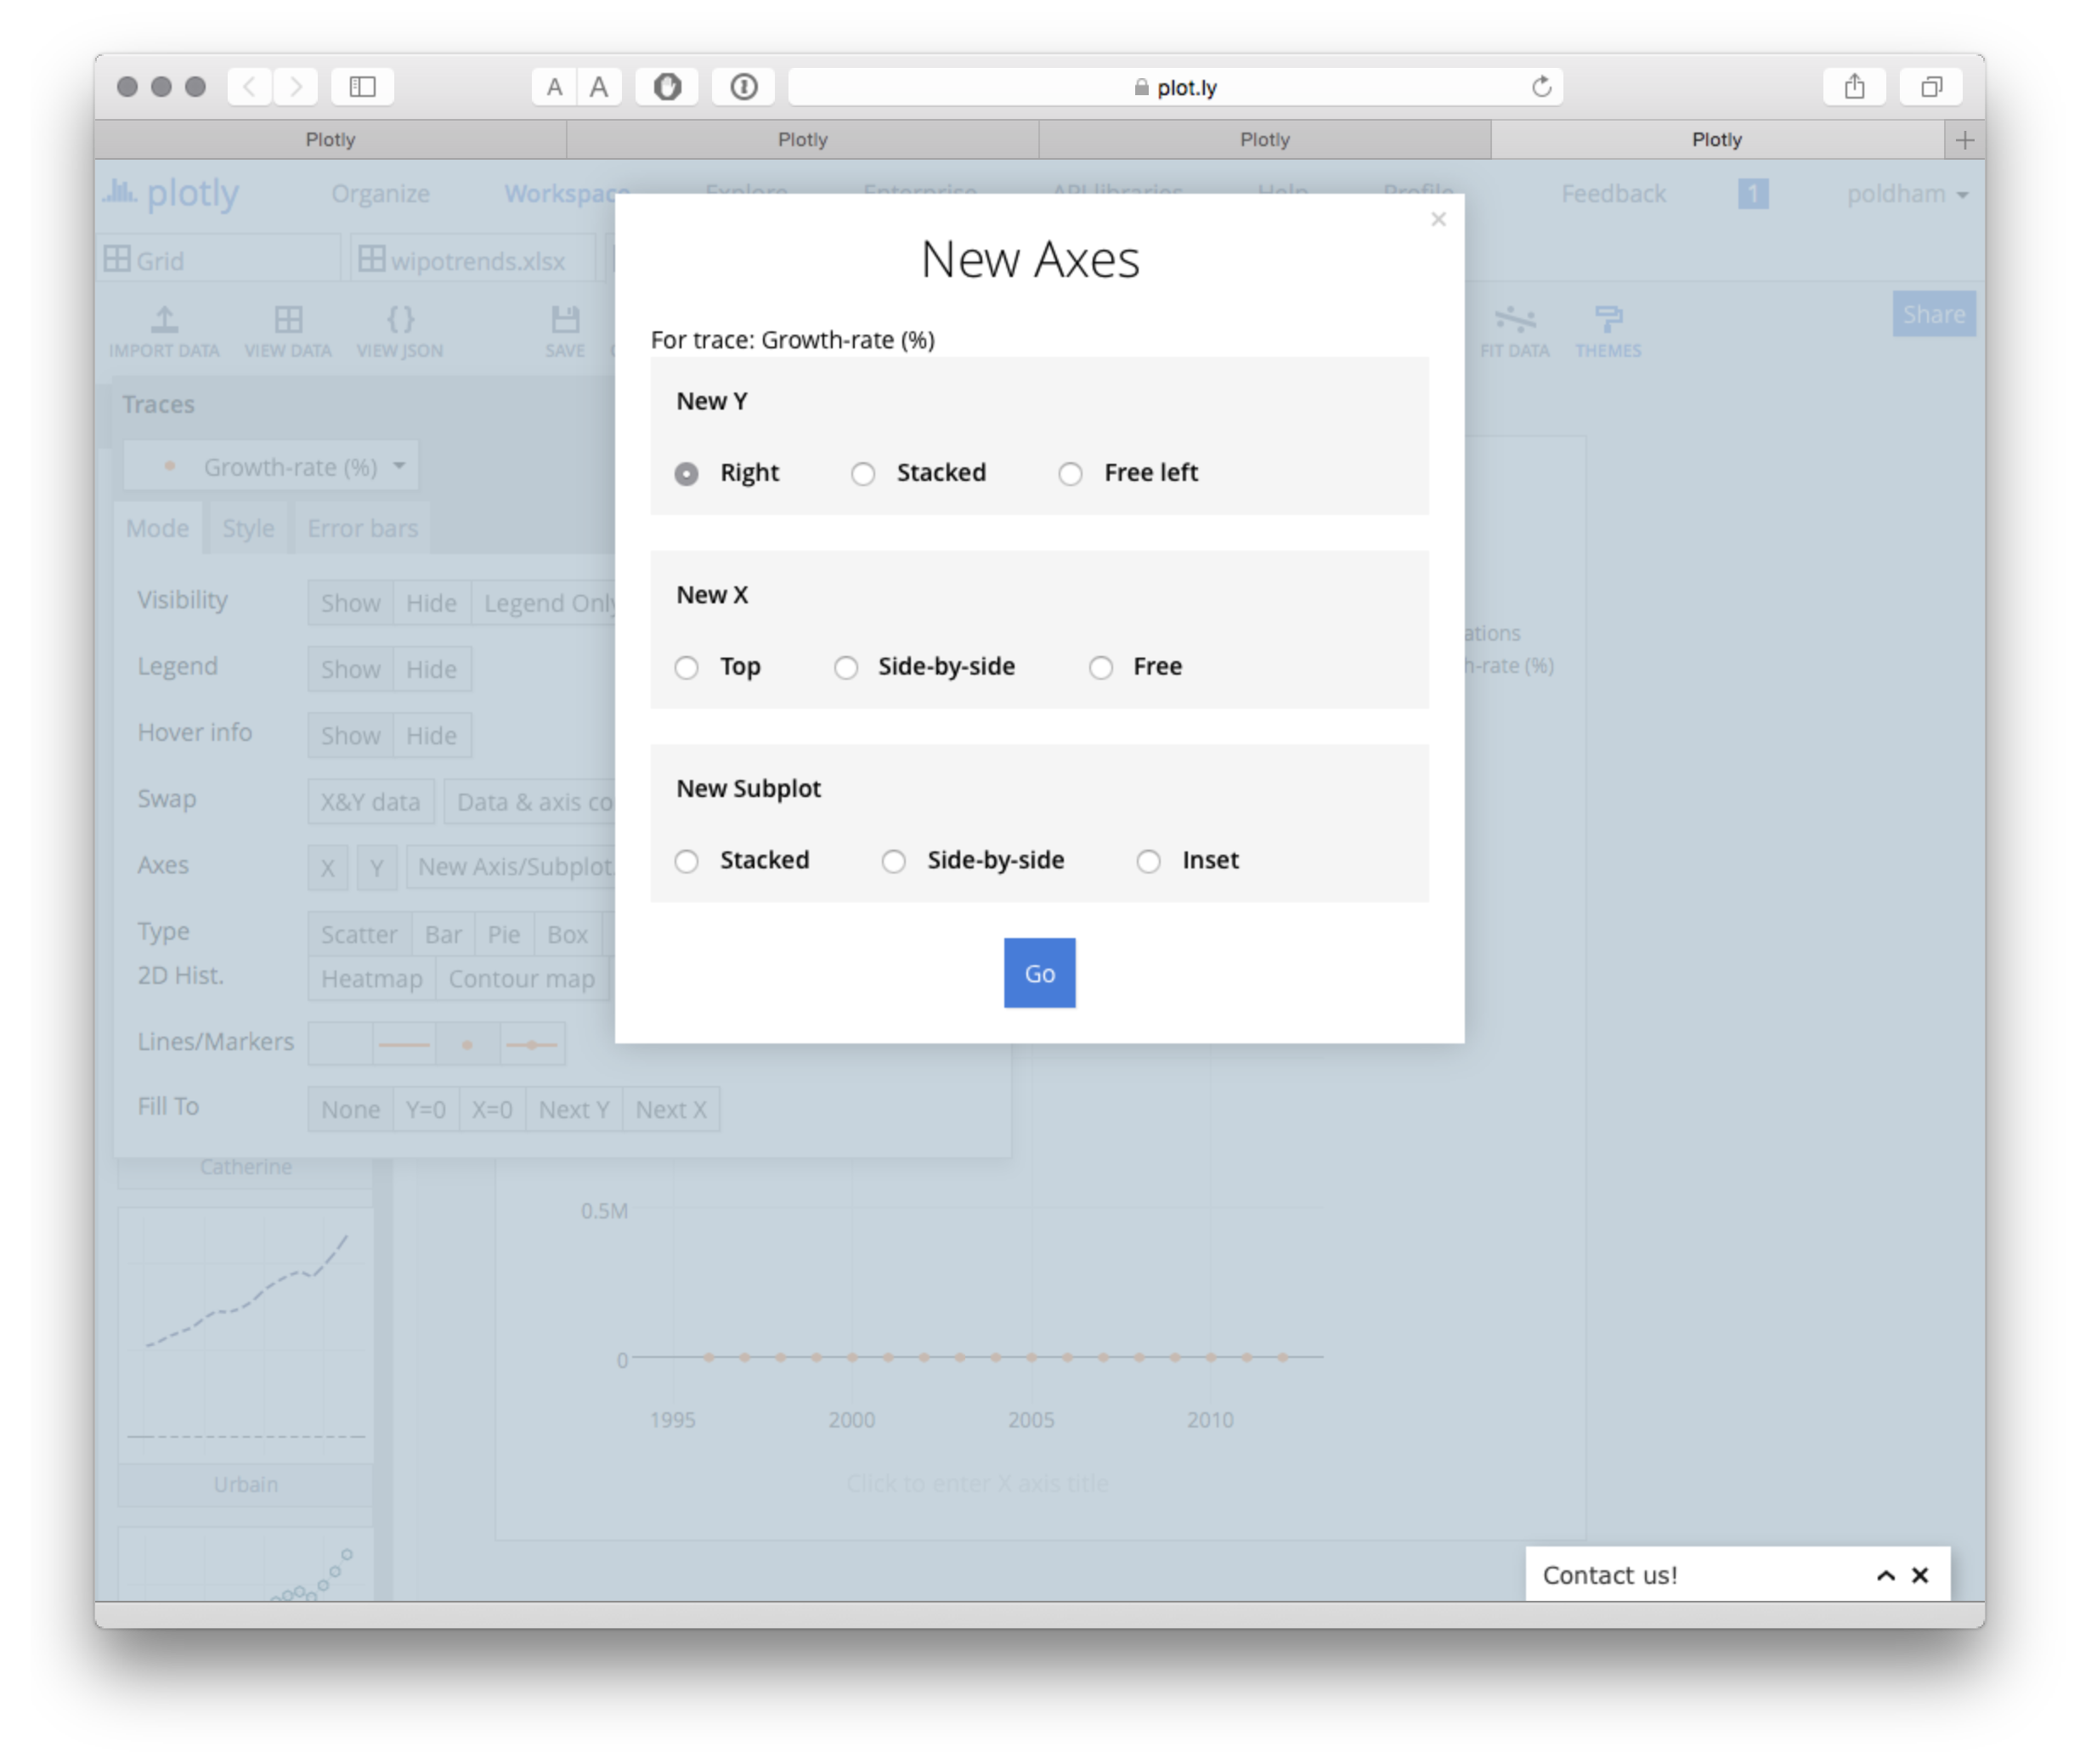 A A plot.ly
Plotly Plotly Plotly Plotly
plotly Organize Workspace Explore Enterprise API libraries Help Profile Feedback 1 poldham
Grid wipotrends.xlsx
IMPORT DATA VIEW DATA VIEW JSON SAVE FIT DATA THEMES Share
New Axes
For trace: Growth-rate (%)
New Y
Right Stacked Free left
New X
Top Side-by-side Free
New Subplot
Stacked Side-by-side Inset
Go
Traces
Growth-rate (%)
Mode Style Error bars
Visibility Show Hide Legend Only
Legend Show Hide
Hover info Show Hide
Swap X&Y data Data & axis co
Axes X Y New Axis/Subplot
Type Scatter Bar Pie Box
2D Hist. Heatmap Contour map
Lines/Markers
Fill To None Y=0 X=0 Next Y Next X
ations
h-rate (%)
Catherine
Urbain
0.5M
0
1995 2000 2005 2010
Click to enter X axis title
Contact us!